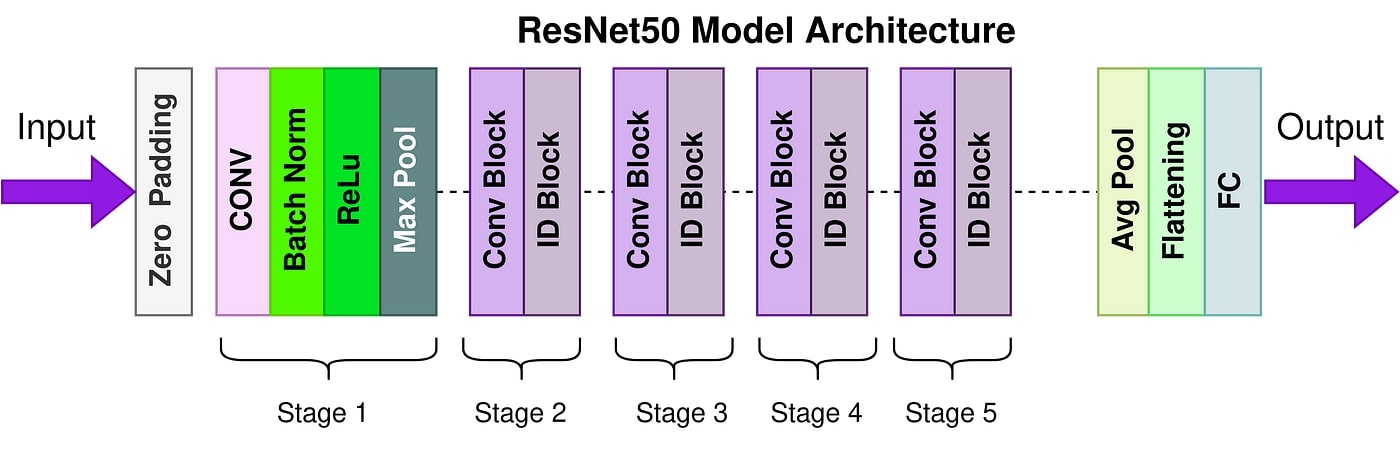 ResNet50 Model Architecture
Input
Zero Padding
CONV
Batch Norm
ReLu
Max Pool
Conv Block
ID Block
Conv Block
ID Block
Conv Block
ID Block
Conv Block
ID Block
Avg Pool
Flattening
FC
Output
Stage 1
Stage 2
Stage 3
Stage 4
Stage 5